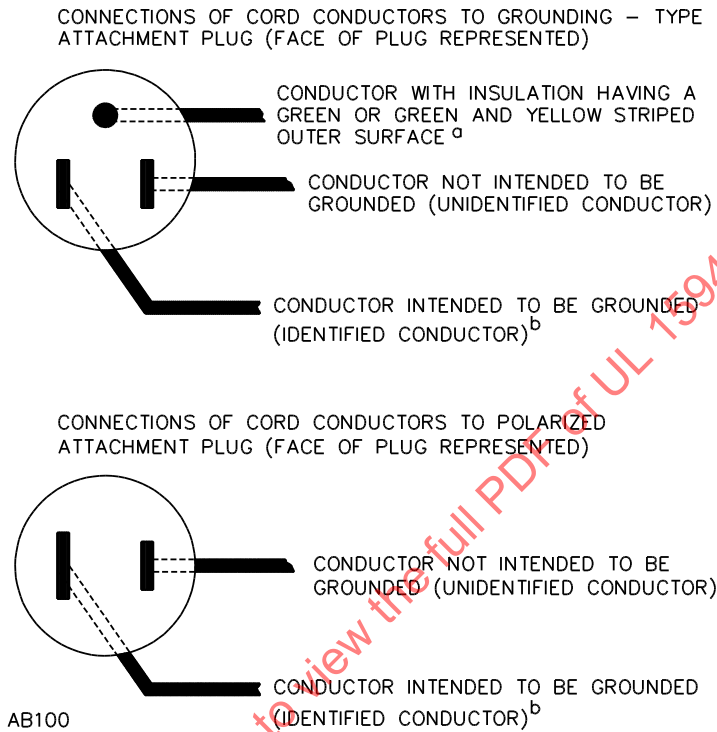 CONNECTIONS OF CORD CONDUCTORS TO GROUNDING – TYPE
ATTACHMENT PLUG (FACE OF PLUG REPRESENTED)
CONDUCTOR WITH INSULATION HAVING A
GREEN OR GREEN AND YELLOW STRIPED
OUTER SURFACE a
CONDUCTOR NOT INTENDED TO BE
GROUNDED (UNIDENTIFIED CONDUCTOR)
CONDUCTOR INTENDED TO BE GROUNDED
(IDENTIFIED CONDUCTOR) b
CONNECTIONS OF CORD CONDUCTORS TO POLARIZED
ATTACHMENT PLUG (FACE OF PLUG REPRESENTED)
CONDUCTOR NOT INTENDED TO BE
GROUNDED (UNIDENTIFIED CONDUCTOR)
CONDUCTOR INTENDED TO BE GROUNDED
(IDENTIFIED CONDUCTOR) b
AB100
to view the full PDF of UL 1594